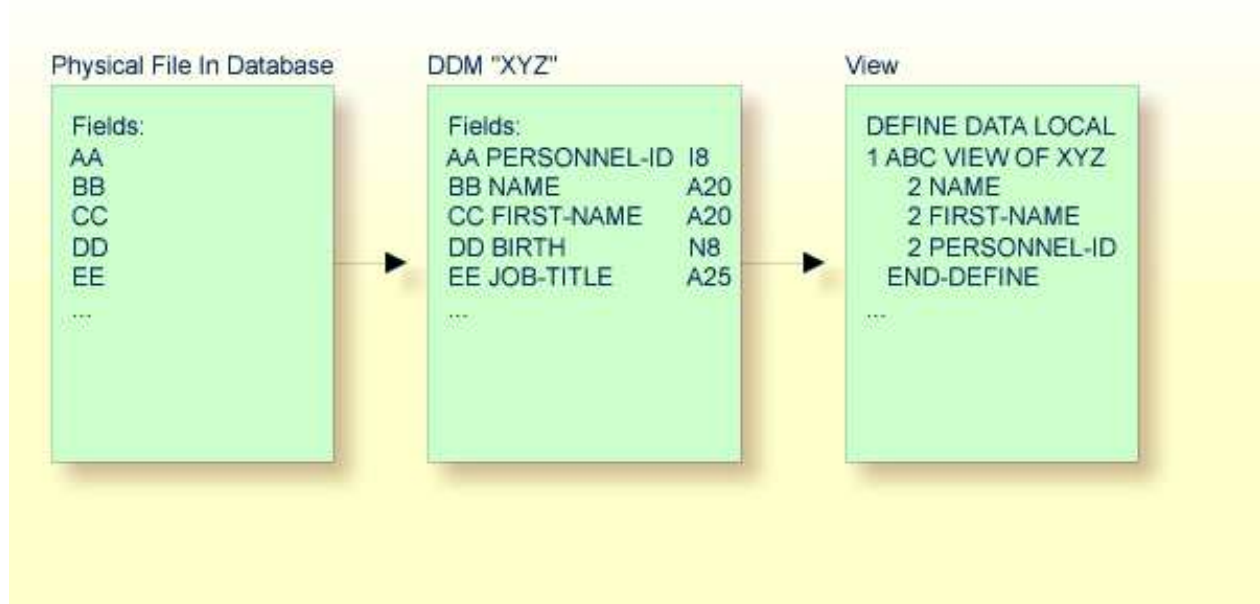 Physical File In Database
Fields:
AA
BB
CC
DD
EE
...
DDM "XYZ"
Fields:
AA PERSONNEL-ID I8
BB NAME A20
CC FIRST-NAME A20
DD BIRTH N8
EE JOB-TITLE A25
...
View
DEFINE DATA LOCAL
1 ABC VIEW OF XYZ
2 NAME
2 FIRST-NAME
2 PERSONNEL-ID
END-DEFINE
...